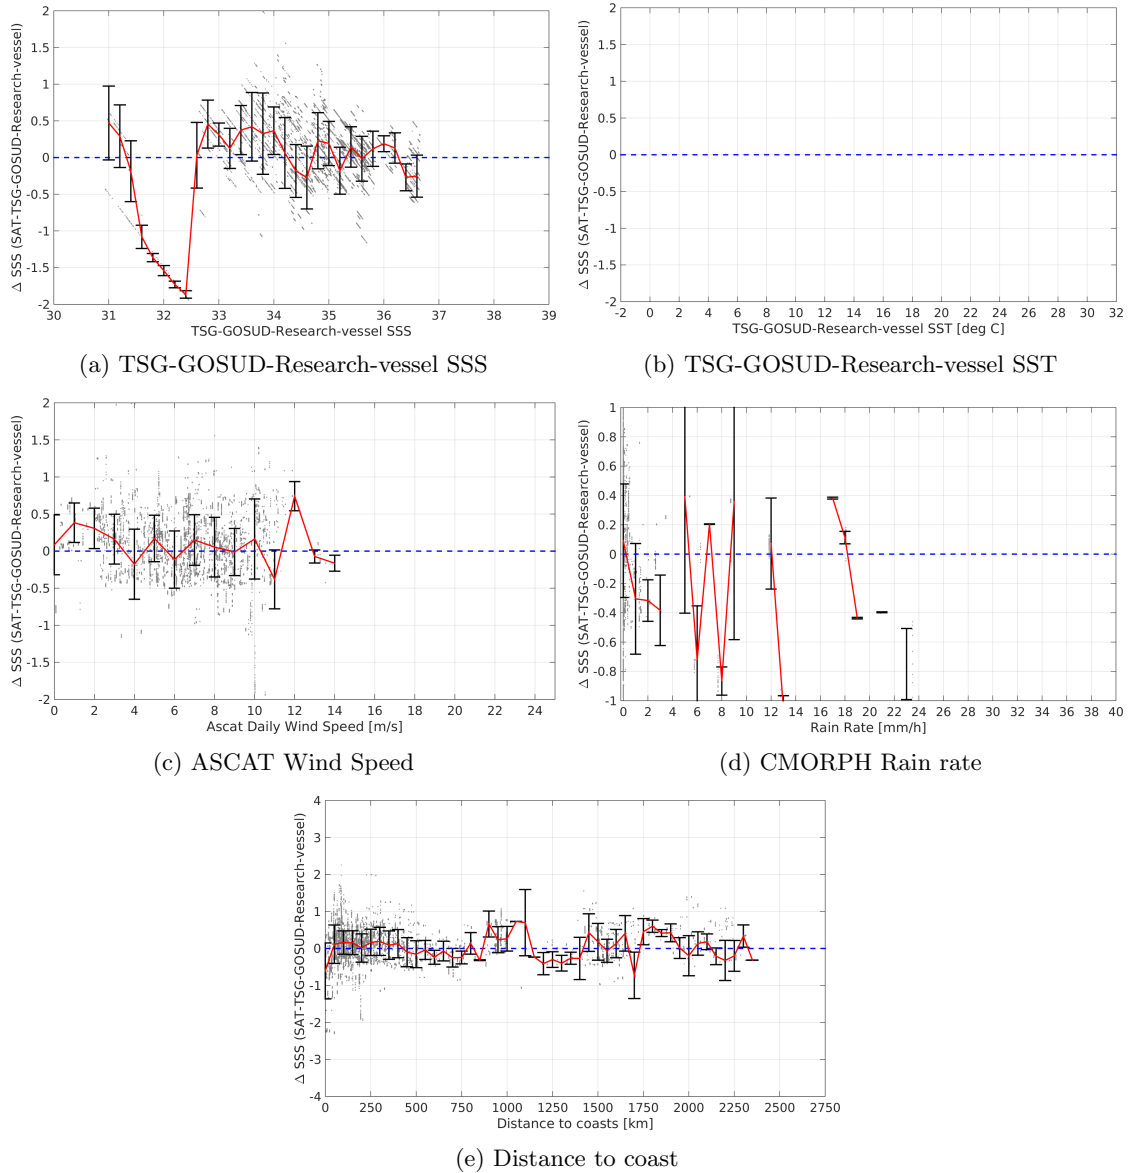 2
1.5
1
0.5
0
-0.5
-1
-1.5
-2
Δ SSS (SAT-TSG-GOSUD-Research-vessel)
30 31 32 33 34 35 36 37 38 39
TSG-GOSUD-Research-vessel SSS
(a) TSG-GOSUD-Research-vessel SSS
2
1.5
1
0.5
0
-0.5
-1
-1.5
-2
Δ SSS (SAT-TSG-GOSUD-Research-vessel)
-2 0 2 4 6 8 10 12 14 16 18 20 22 24 26 28 30 32
TSG-GOSUD-Research-vessel SST [deg C]
(b) TSG-GOSUD-Research-vessel SST
2
1.5
1
0.5
0
-0.5
-1
-1.5
-2
Δ SSS (SAT-TSG-GOSUD-Research-vessel)
0 2 4 6 8 10 12 14 16 18 20 22 24
Ascat Daily Wind Speed [m/s]
(c) ASCAT Wind Speed
1
0.8
0.6
0.4
0.2
0
-0.2
-0.4
-0.6
-0.8
-1
Δ SSS (SAT-TSG-GOSUD-Research-vessel)
0 2 4 6 8 10 12 14 16 18 20 22 24 26 28 30 32 34 36 38 40
Rain Rate [mm/h]
(d) CMORPH Rain rate
4
3
2
1
0
-1
-2
-3
-4
Δ SSS (SAT-TSG-GOSUD-Research-vessel)
0 250 500 750 1000 1250 1500 1750 2000 2250 2500 2750
Distance to coasts [km]
(e) Distance to coast